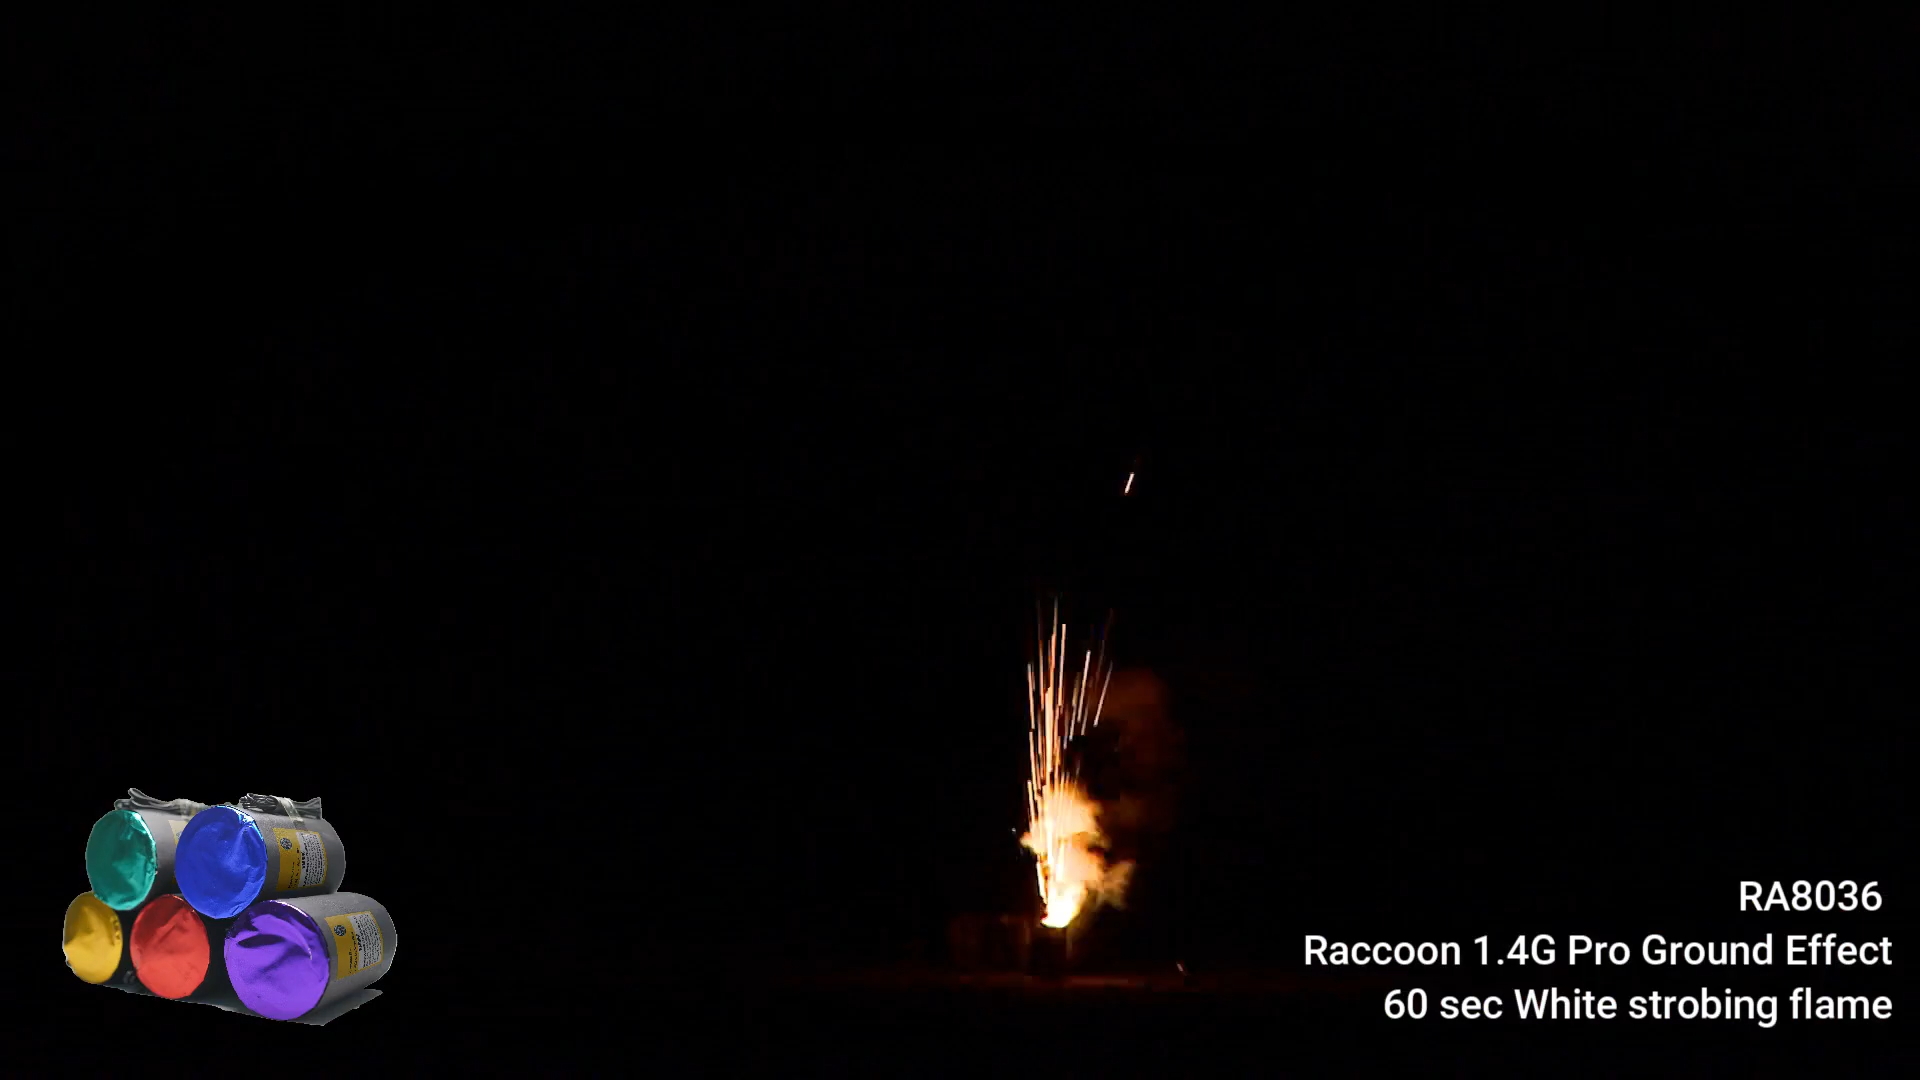 RA8036
Raccoon 1.4G Pro Ground Effect
60 sec White strobing flame